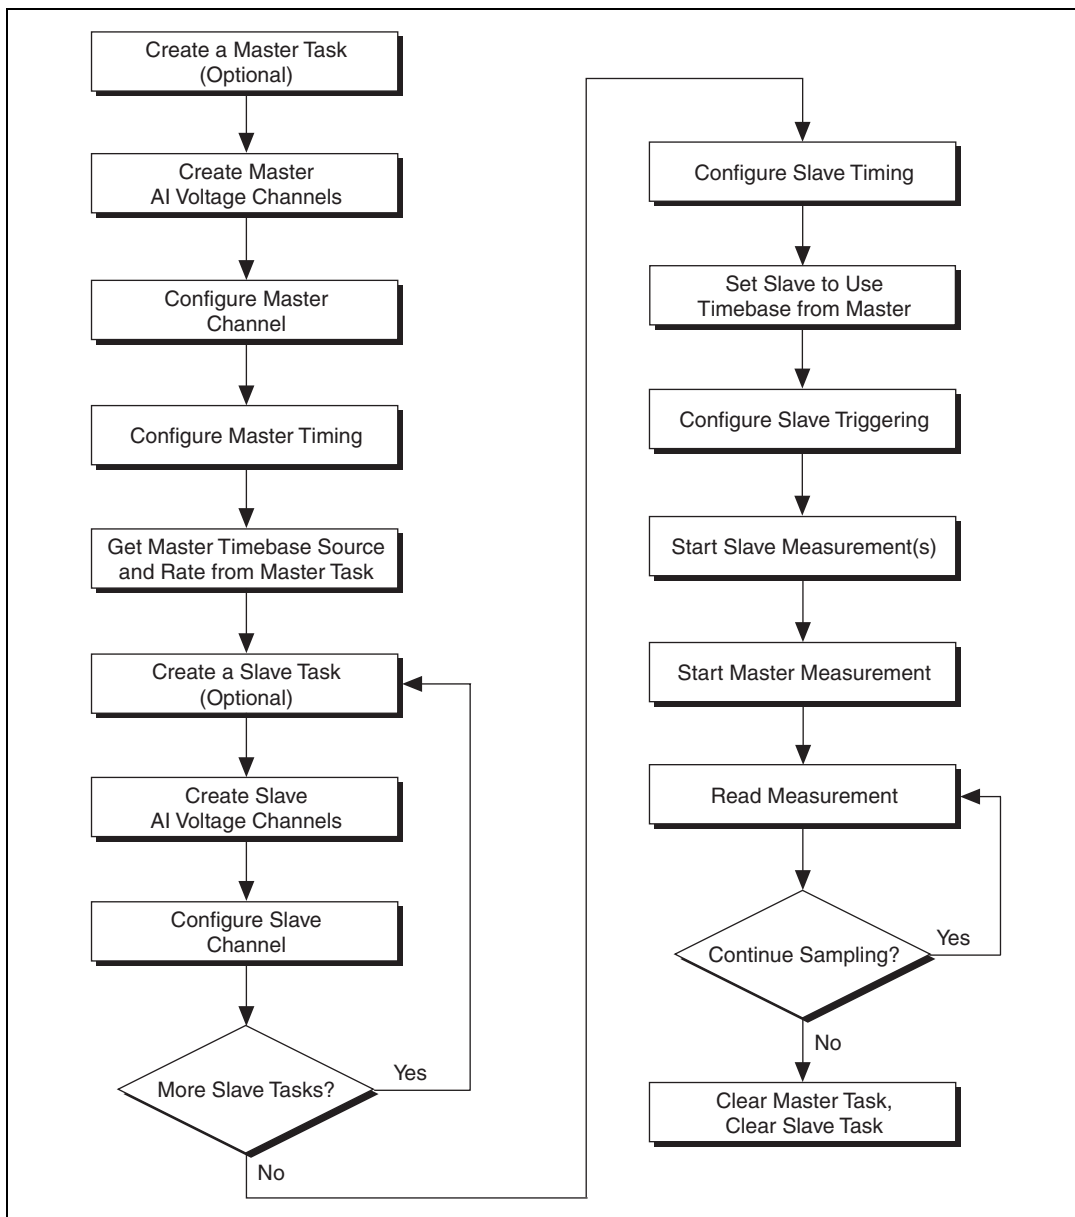 Create a Master Task
(Optional)
Create Master
AI Voltage Channels
Configure Master
Channel
Configure Master Timing
Get Master Timebase Source
and Rate from Master Task
Create a Slave Task
(Optional)
Create Slave
AI Voltage Channels
Configure Slave
Channel
More Slave Tasks?
Yes
No
Configure Slave Timing
Set Slave to Use
Timebase from Master
Configure Slave Triggering
Start Slave Measurement(s)
Start Master Measurement
Read Measurement
Continue Sampling?
Yes
No
Clear Master Task,
Clear Slave Task